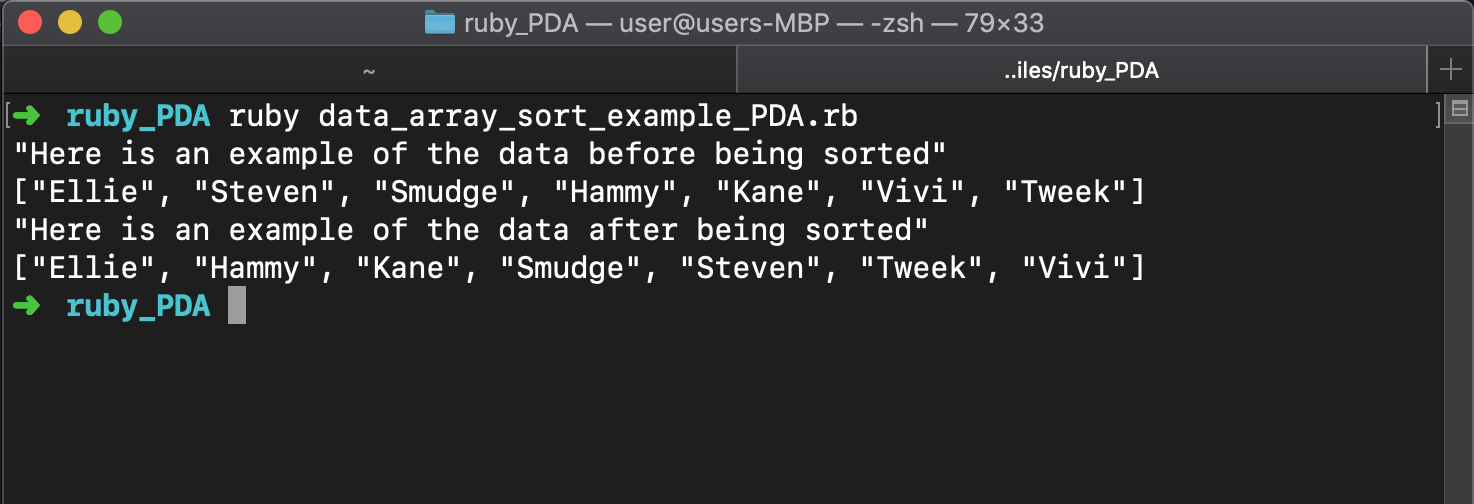 ruby_PDA — user@users-MBP — -zsh — 79×33
~
..iles/ruby_PDA
[➜ ruby_PDA ruby data_array_sort_example_PDA.rb ]
"Here is an example of the data before being sorted"
["Ellie", "Steven", "Smudge", "Hammy", "Kane", "Vivi", "Tweek"]
"Here is an example of the data after being sorted"
["Ellie", "Hammy", "Kane", "Smudge", "Steven", "Tweek", "Vivi"]
➜ ruby_PDA